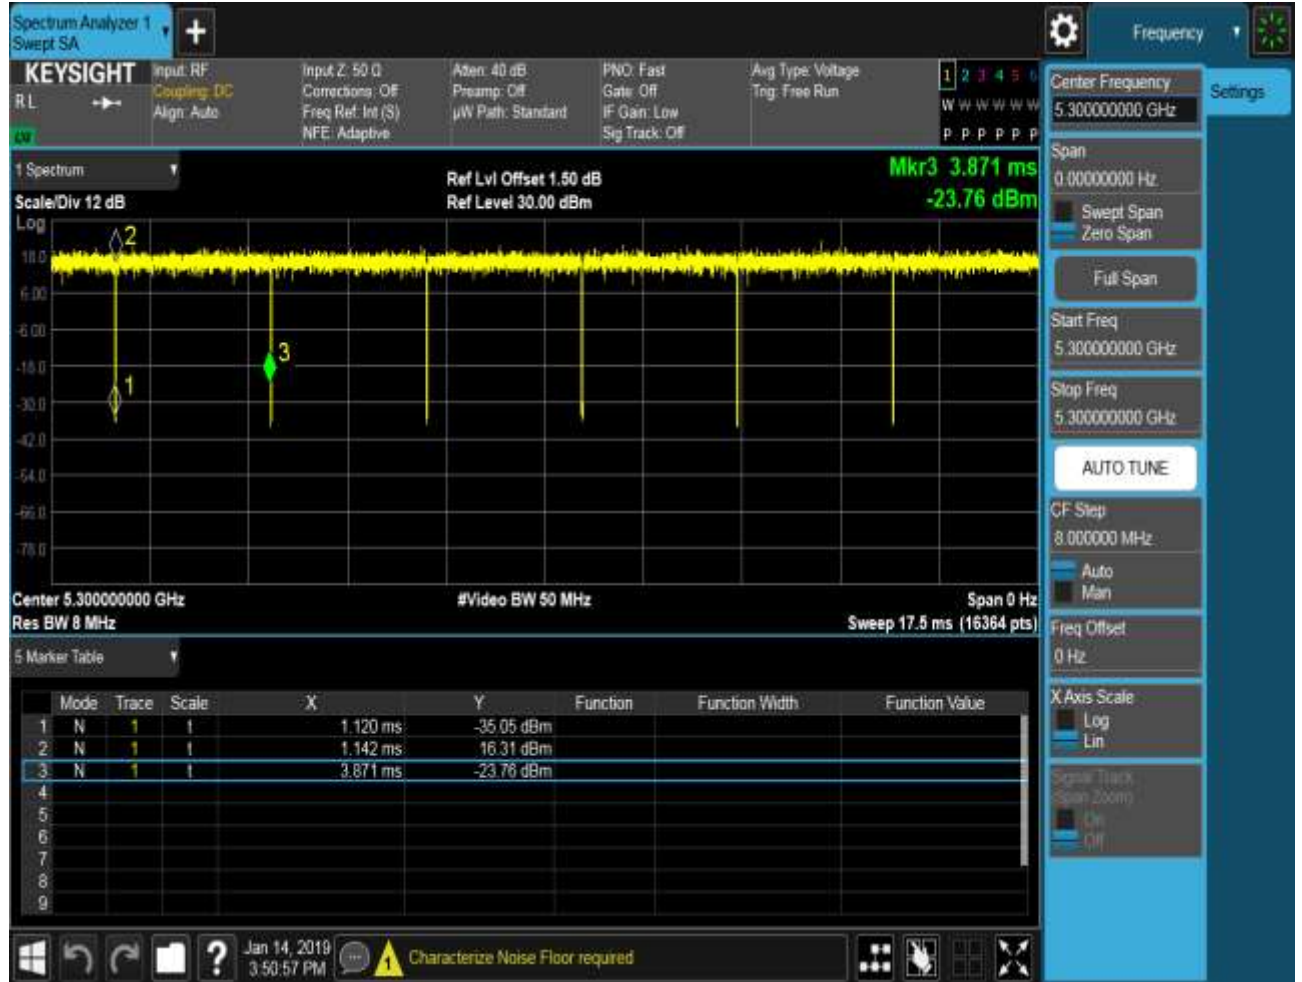 Spectrum Analyzer 1
Swept SA
+
Frequency
KEYSIGHT
RL
LXI
Input: RF
Coupling: DC
Align: Auto
Input Z: 50 Ω
Corrections: Off
Freq Ref: Int (S)
NFE: Adaptive
Atten: 40 dB
Preamp: Off
µW Path: Standard
PNO: Fast
Gate: Off
IF Gain: Low
Sig Track: Off
Avg Type: Voltage
Trig: Free Run
1 2 3 4 5 6
W W W W W W
P P P P P P
1 Spectrum
Scale/Div 12 dB
Ref Lvl Offset 1.50 dB
Ref Level 30.00 dBm
Mkr3 3.871 ms
-23.76 dBm
Log
18.0
6.00
-6.00
-18.0
-30.0
-42.0
-54.0
-66.0
-78.0
2
3
1
Center 5.300000000 GHz
#Video BW 50 MHz
Span 0 Hz
Res BW 8 MHz
Sweep 17.5 ms (16364 pts)
5 Marker Table
Mode Trace Scale X Y Function Function Width Function Value
1 N 1 t 1.120 ms -35.05 dBm
2 N 1 t 1.142 ms 16.31 dBm
3 N 1 t 3.871 ms -23.76 dBm
4
5
6
7
8
9
Jan 14, 2019
3:50:57 PM
?
1
Characterize Noise Floor required
Center Frequency
5.300000000 GHz
Settings
Span
0.00000000 Hz
Swept Span
Zero Span
Full Span
Start Freq
5.300000000 GHz
Stop Freq
5.300000000 GHz
AUTO TUNE
CF Step
8.000000 MHz
Auto
Man
Freq Offset
0 Hz
X Axis Scale
Log
Lin
Signal Track
(Span Zoom)
On
Off